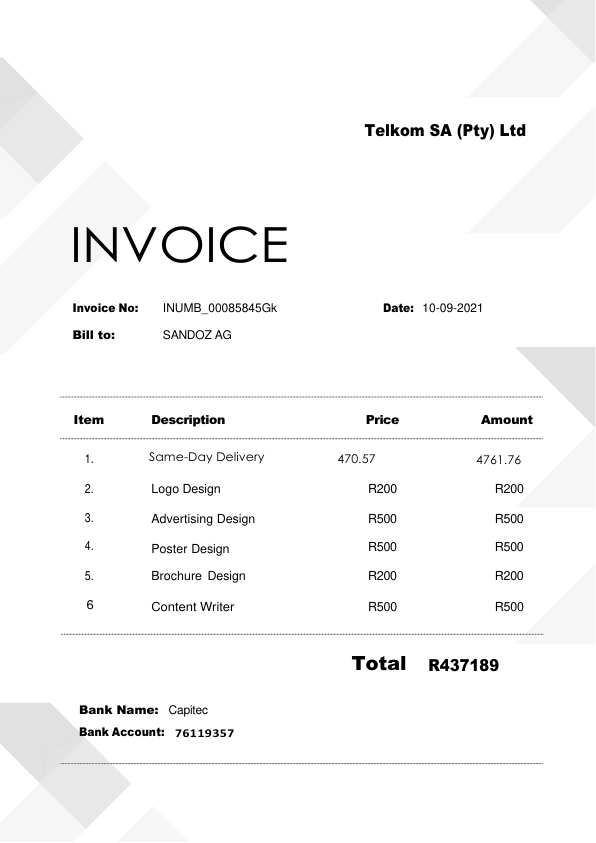 Telkom SA (Pty) Ltd
INVOICE
Invoice No: INUMB_00085845Gk Date: 10-09-2021
Bill to: SANDOZ AG
Item Description Price Amount
1. Same-Day Delivery 470.57 4761.76
2. Logo Design R200 R200
3. Advertising Design R500 R500
4. Poster Design R500 R500
5. Brochure Design R200 R200
6 Content Writer R500 R500
Total R437189
Bank Name: Capitec
Bank Account: 76119357